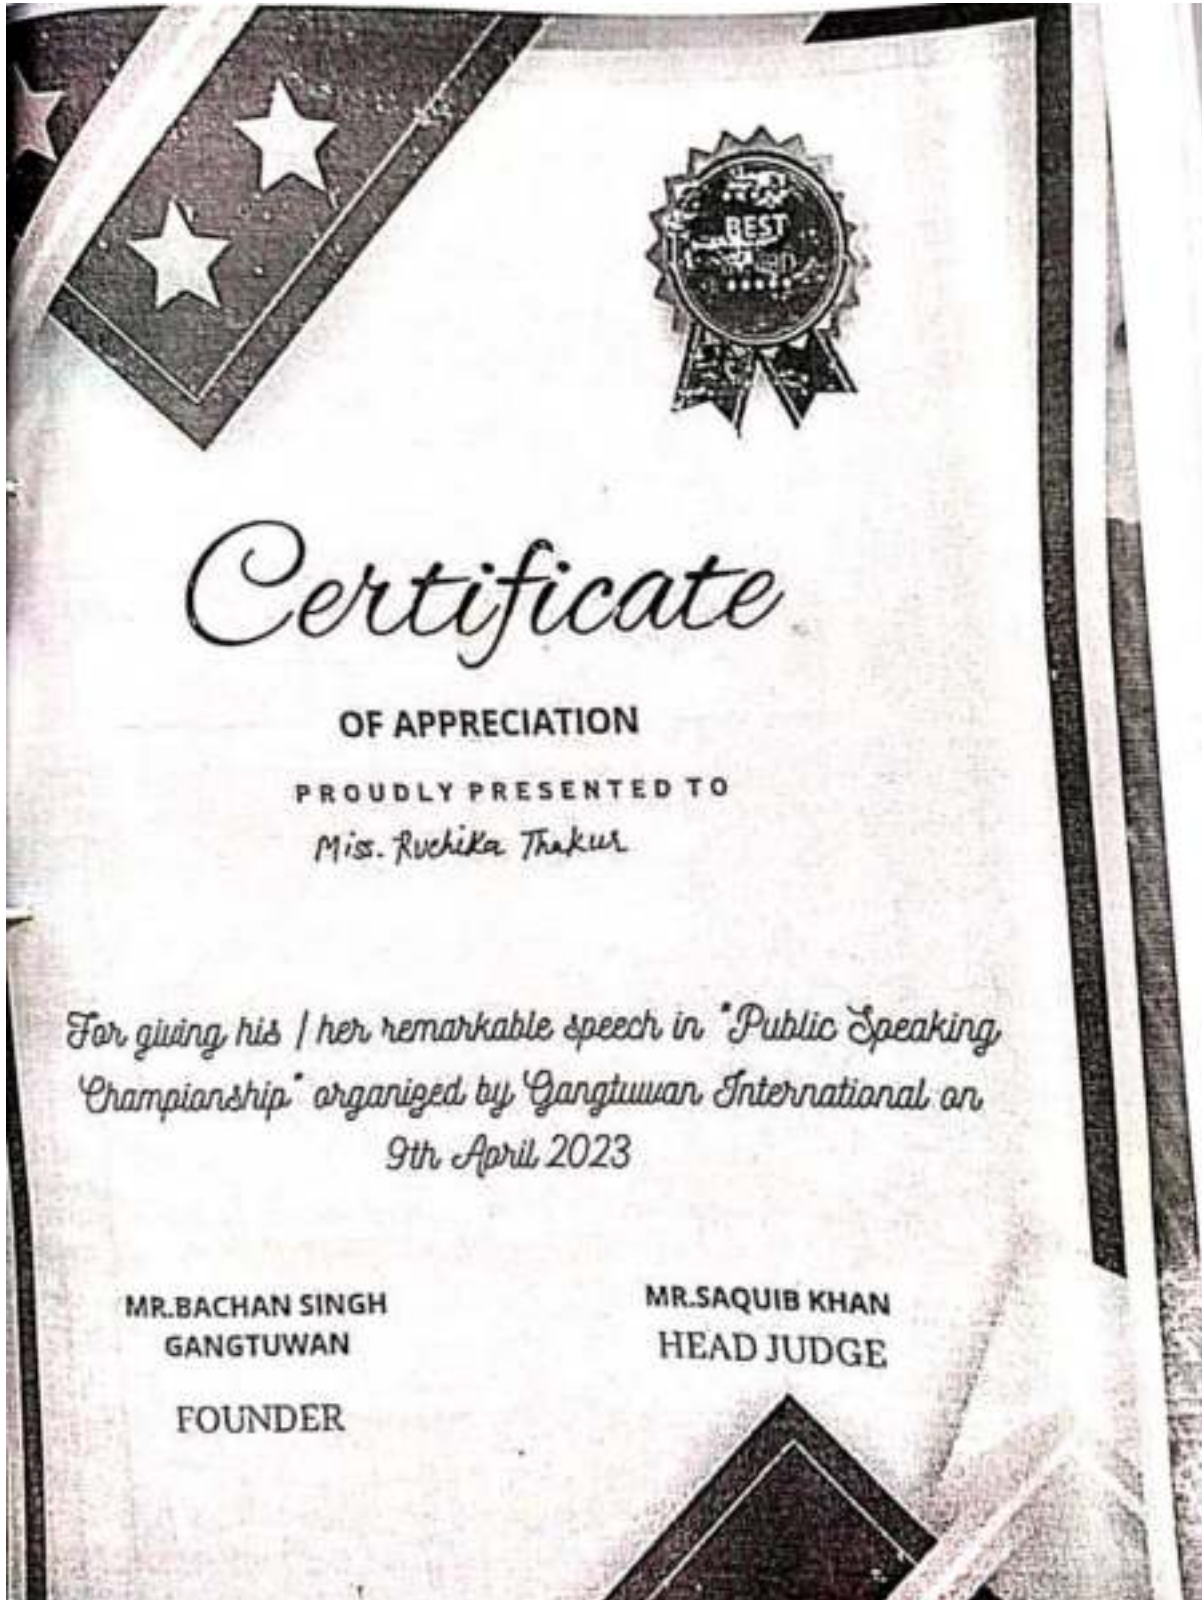 BEST
Certificate
OF APPRECIATION
PROUDLY PRESENTED TO
Miss. Ruchika Thakur
For giving his / her remarkable speech in "Public Speaking
Championship" organized by Gangtuwan International on
9th April 2023
MR.BACHAN SINGH
GANGTUWAN
FOUNDER
MR.SAQUIB KHAN
HEAD JUDGE